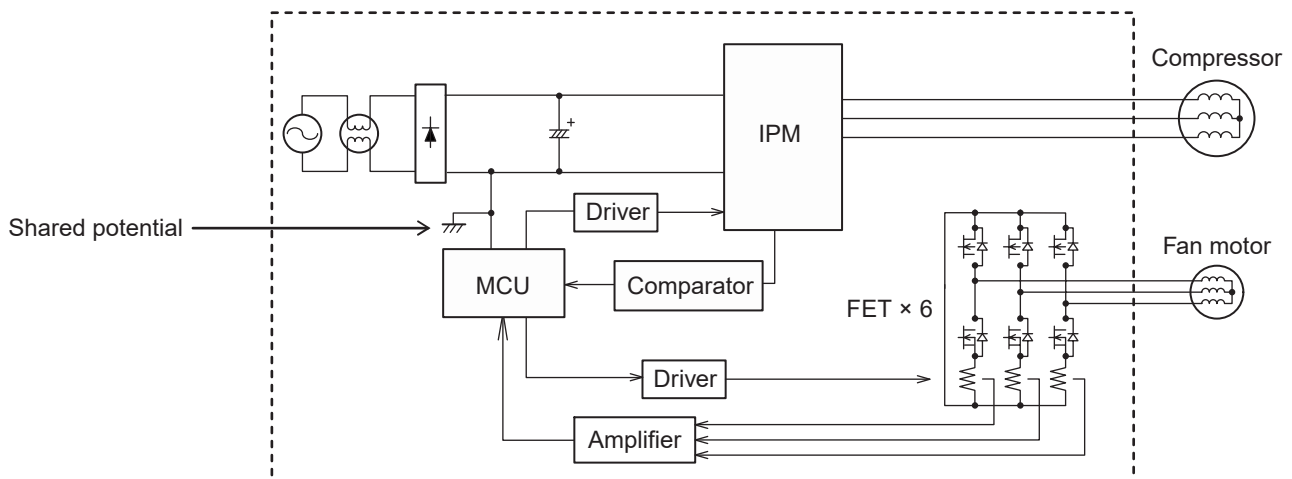 Compressor
IPM
Shared potential
Driver
Fan motor
MCU
Comparator
FET × 6
Driver
Amplifier
+